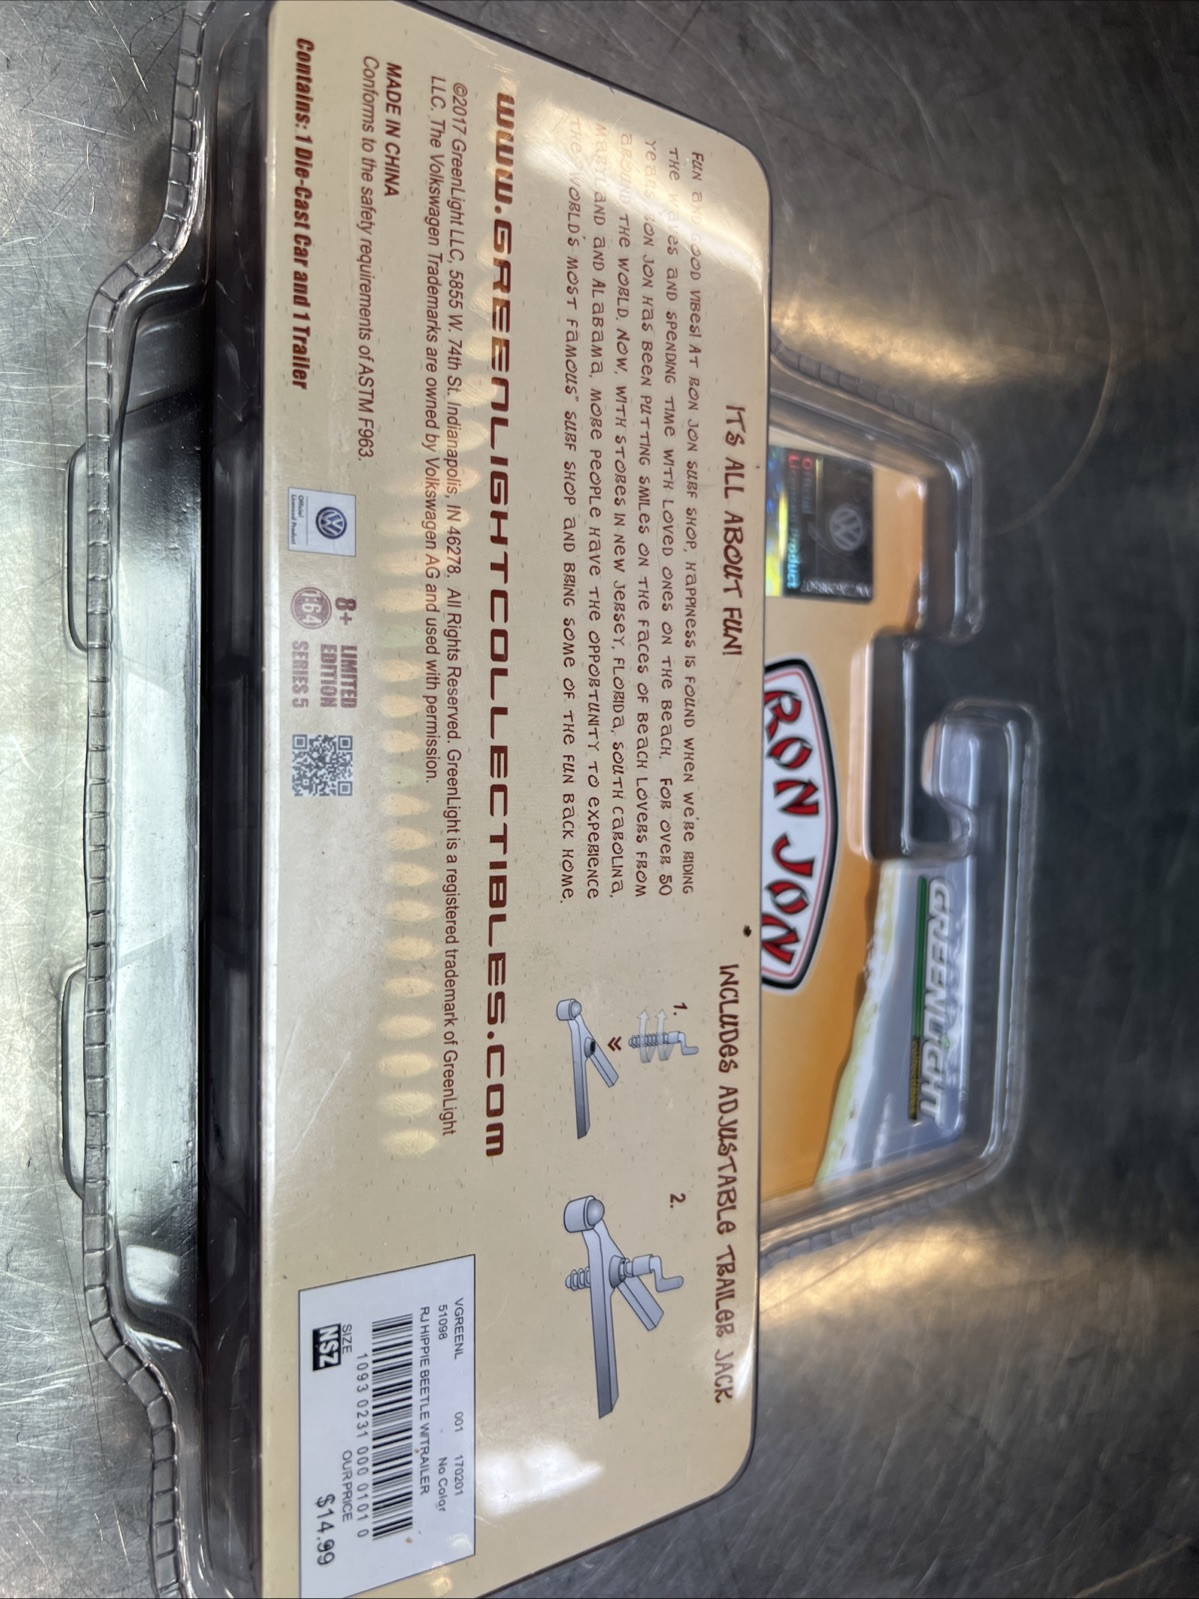 IT'S ALL ABOUT FUN!
FUN AND GOOD VIBES! AT RON JON SURF SHOP, HAPPINESS IS FOUND WHEN WE'RE RIDING
THE WAVES AND SPENDING TIME WITH LOVED ONES ON THE BEACH. FOR OVER 50
YEARS, RON JON HAS BEEN PUTTING SMILES ON THE FACES OF BEACH LOVERS FROM
AROUND THE WORLD. NOW, WITH STORES IN NEW JERSEY, FLORIDA, SOUTH CAROLINA,
MARYLAND AND ALABAMA, MORE PEOPLE HAVE THE OPPORTUNITY TO EXPERIENCE
THE "WORLD'S MOST FAMOUS" SURF SHOP AND BRING SOME OF THE FUN BACK HOME.
INCLUDES ADJUSTABLE TRAILER JACK
1.
2.
WWW.GREENLIGHTCOLLECTIBLES.COM
©2017 GreenLight LLC, 5855 W. 74th St. Indianapolis, IN 46278. All Rights Reserved. GreenLight is a registered trademark of GreenLight
LLC. The Volkswagen Trademarks are owned by Volkswagen AG and used with permission.
MADE IN CHINA
Conforms to the safety requirements of ASTM F963.
Contains: 1 Die-Cast Car and 1 Trailer
Official
Licensed Product
8+
1:64
LIMITED
EDITION
SERIES 5
VGREENL 001 170201
51098 No Color
RJ HIPPIE BEETLE W/TRAILER
1093 0231 000 0101 0
SIZE
NSZ
OUR PRICE
$14.99
RON JON
GREENLIGHT
Official
Product